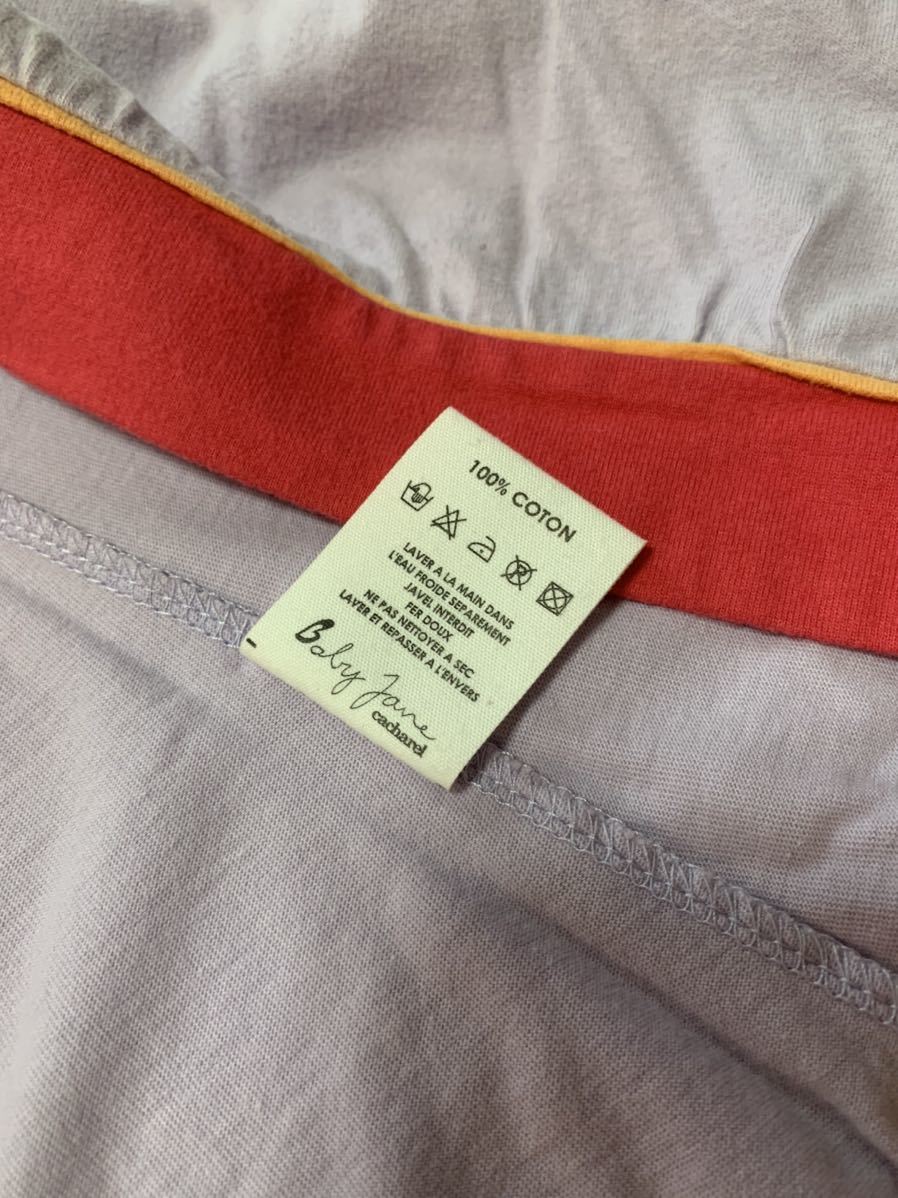 100% COTON
LAVER A LA MAIN DANS
L'EAU FROIDE SEPAREMENT
JAVEL INTERDIT
FER DOUX
NE PAS NETTOYER A SEC
LAVER ET REPASSER A L'ENVERS
Baby Jane
cacharel